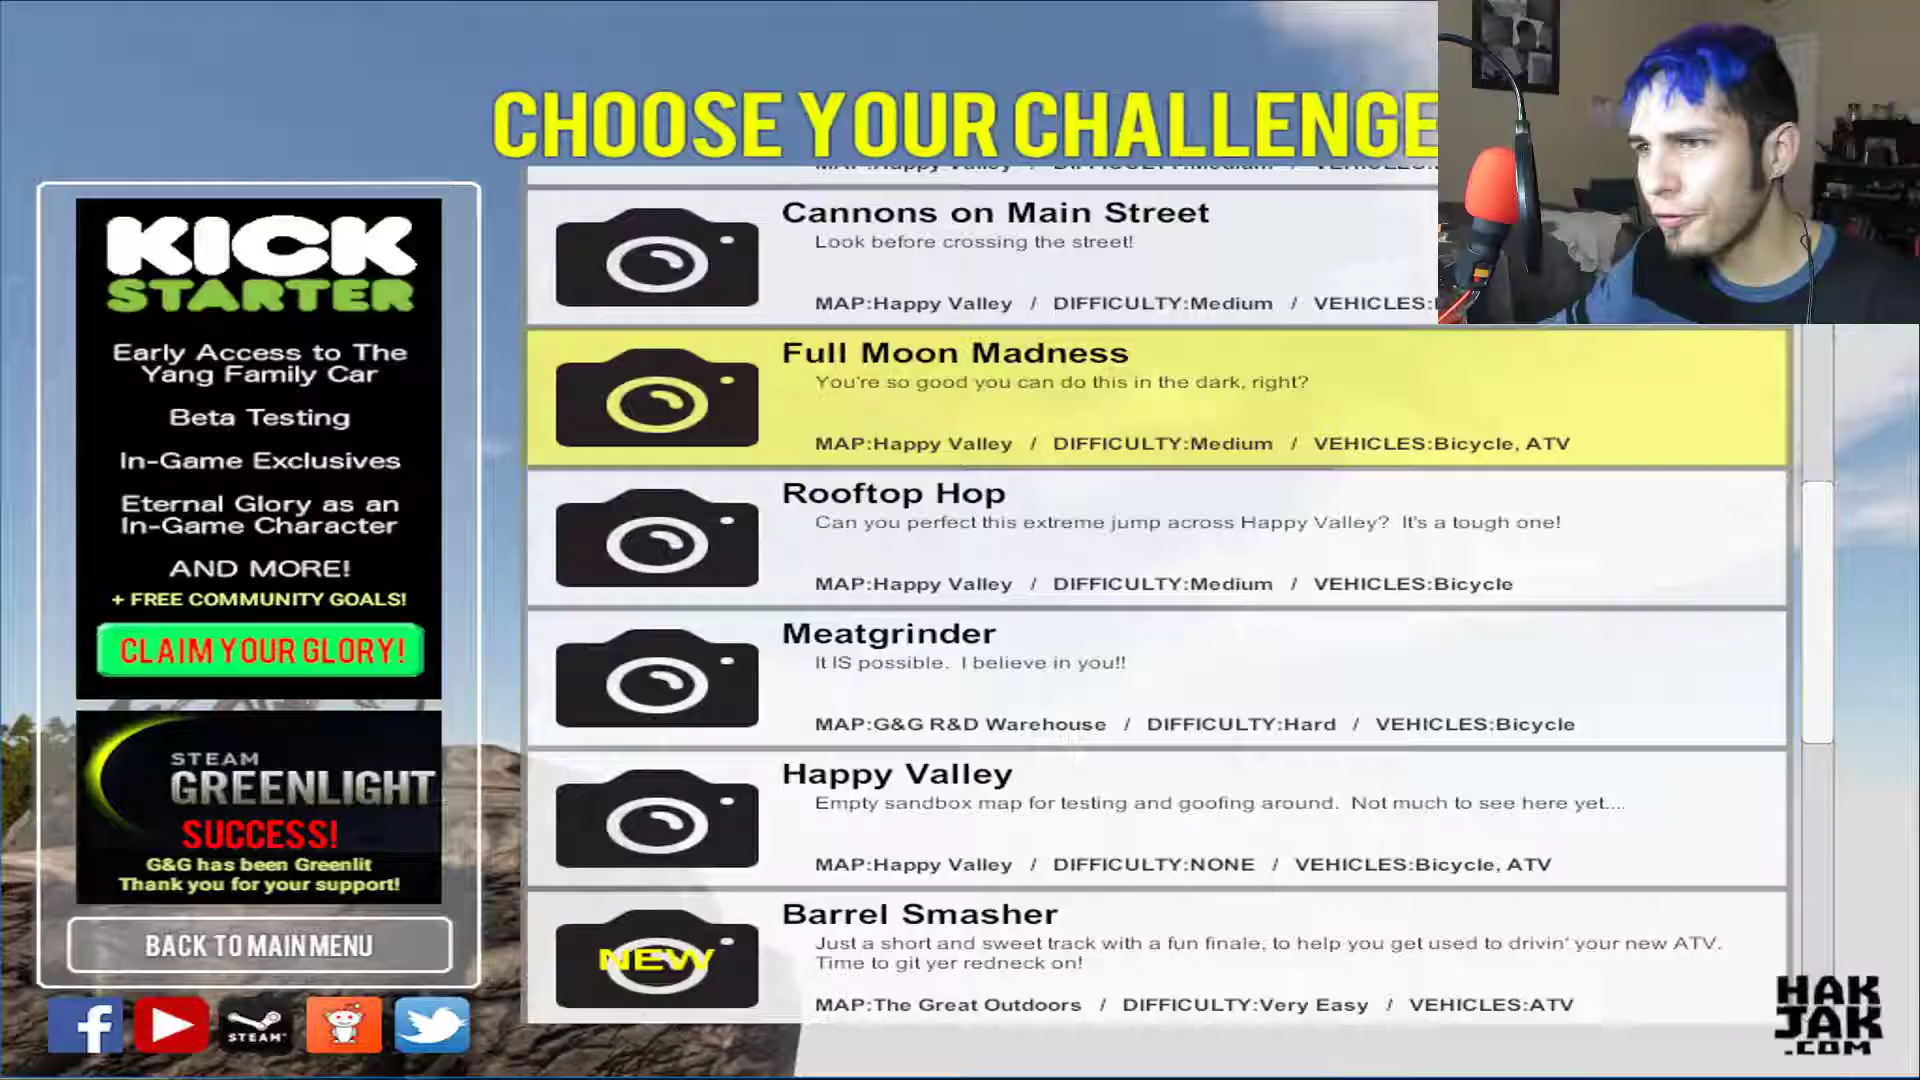 CHOOSE YOUR CHALLENGE
KICK
STARTER
Early Access to The
Yang Family Car
Beta Testing
In-Game Exclusives
Eternal Glory as an
In-Game Character
AND MORE!
+ FREE COMMUNITY GOALS!
CLAIM YOUR GLORY!
STEAM
GREENLIGHT
SUCCESS!
G&G has been Greenlit
Thank you for your support!
BACK TO MAIN MENU
STEAM
MAP:Happy Valley / DIFFICULTY:Medium /
Cannons on Main Street
Look before crossing the street!
MAP:Happy Valley / DIFFICULTY:Medium / VEHICLES:
Full Moon Madness
You're so good you can do this in the dark, right?
MAP:Happy Valley / DIFFICULTY:Medium / VEHICLES:Bicycle, ATV
Rooftop Hop
Can you perfect this extreme jump across Happy Valley? It's a tough one!
MAP:Happy Valley / DIFFICULTY:Medium / VEHICLES:Bicycle
Meatgrinder
It IS possible. I believe in you!!
MAP:G&G R&D Warehouse / DIFFICULTY:Hard / VEHICLES:Bicycle
Happy Valley
Empty sandbox map for testing and goofing around. Not much to see here yet....
MAP:Happy Valley / DIFFICULTY:NONE / VEHICLES:Bicycle, ATV
NEW
Barrel Smasher
Just a short and sweet track with a fun finale, to help you get used to drivin' your new ATV.
Time to git yer redneck on!
MAP:The Great Outdoors / DIFFICULTY:Very Easy / VEHICLES:ATV
HAK
JAK
.COM